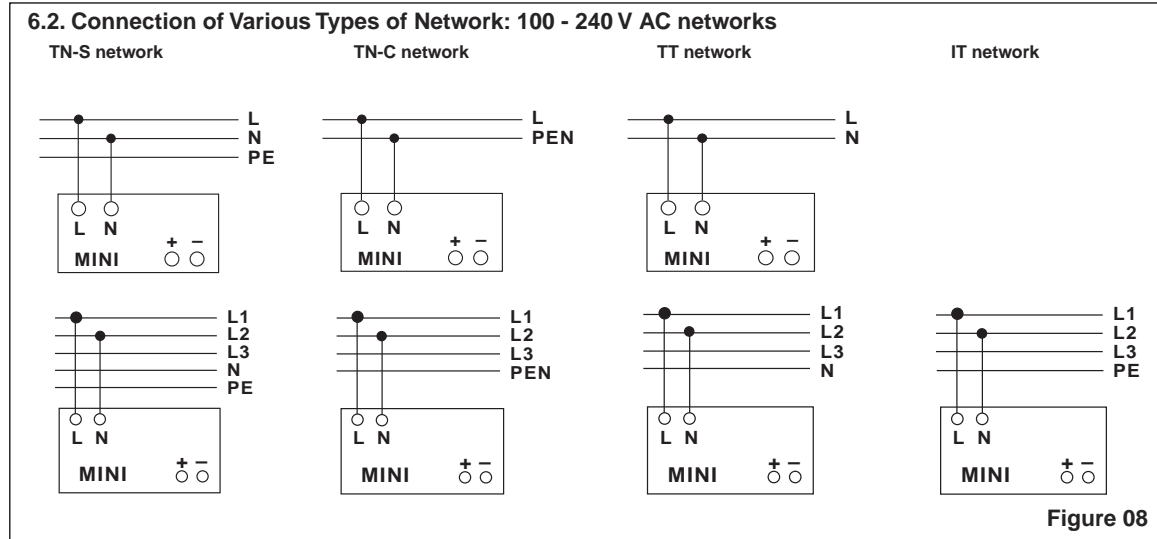 6.2. Connection of Various Types of Network: 100 - 240 V AC networks
TN-S network
TN-C network
TT network
IT network
L
N
PE
L N
+ −
MINI
L
PEN
L N
+ −
MINI
L
N
L N
+ −
MINI
L1
L2
L3
N
PE
L N
+ −
MINI
L1
L2
L3
PEN
L N
+ −
MINI
L1
L2
L3
N
L N
+ −
MINI
L1
L2
L3
PE
L N
+ −
MINI
Figure 08